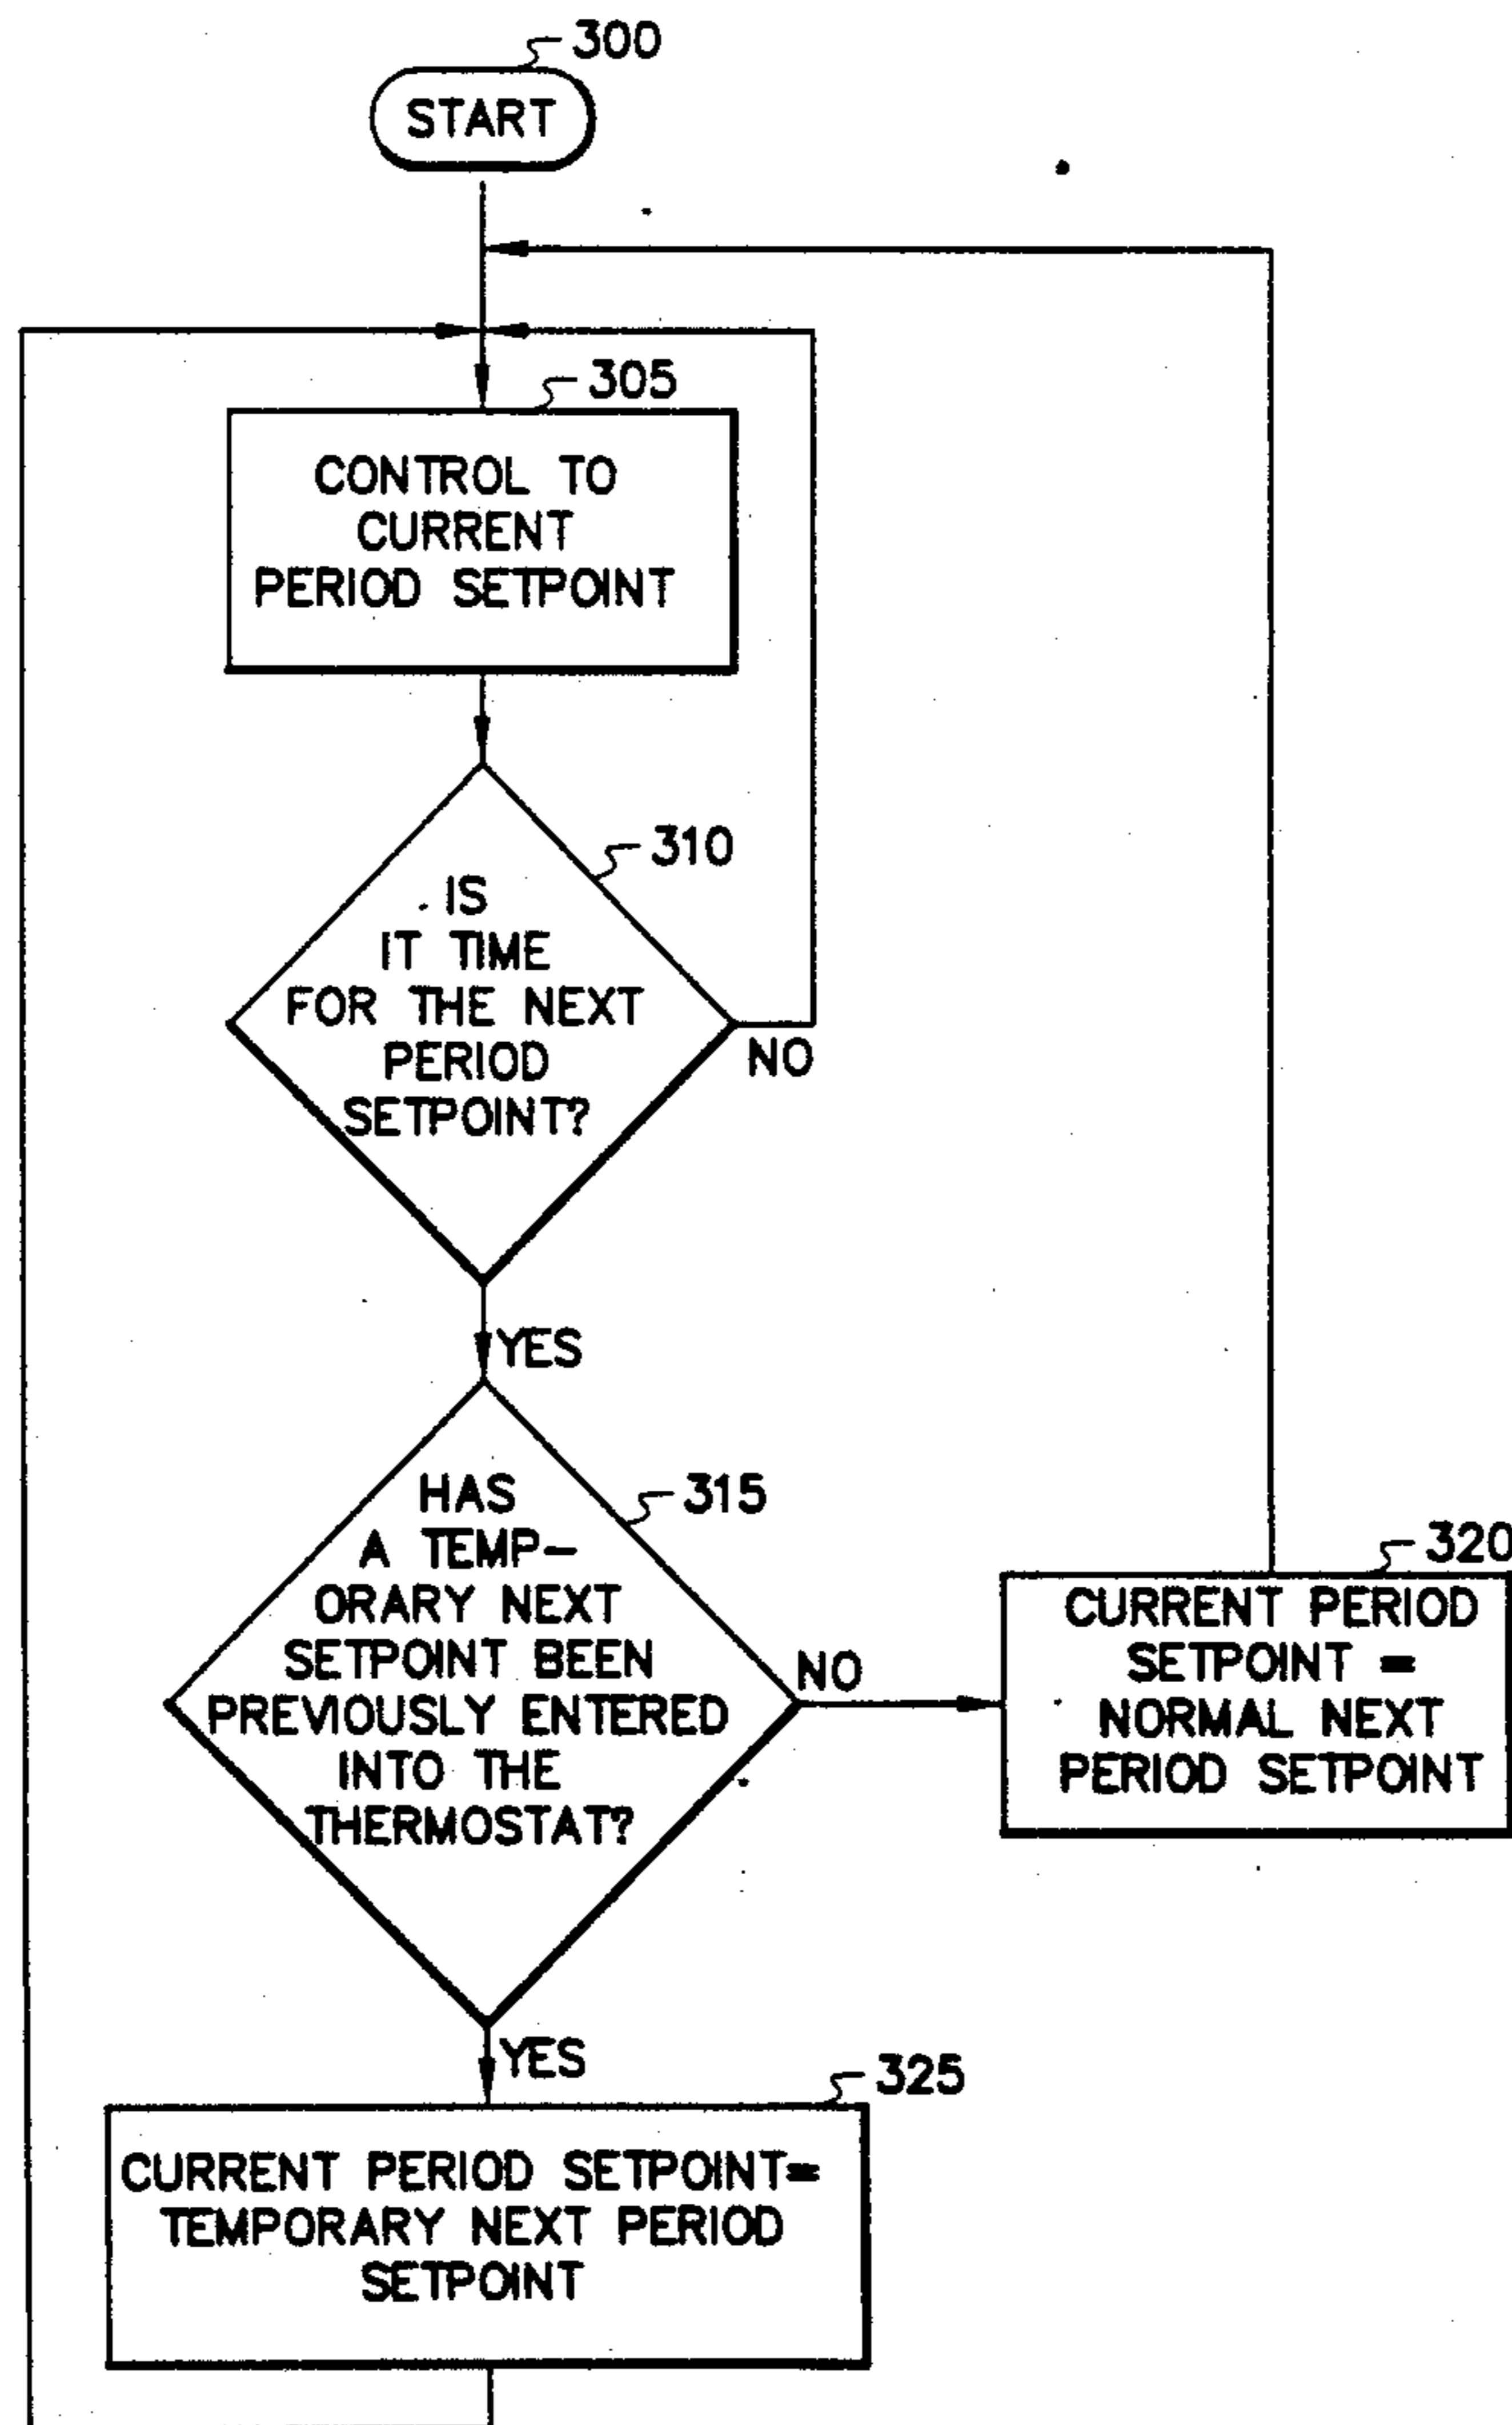 300
START
305
CONTROL TO
CURRENT
PERIOD SETPOINT
310
IS
IT TIME
FOR THE NEXT
PERIOD
SETPOINT?
NO
YES
315
HAS
A TEMP-
ORARY NEXT
SETPOINT BEEN
PREVIOUSLY ENTERED
INTO THE
THERMOSTAT?
NO
320
CURRENT PERIOD
SETPOINT =
NORMAL NEXT
PERIOD SETPOINT
YES
325
CURRENT PERIOD SETPOINT=
TEMPORARY NEXT PERIOD
SETPOINT